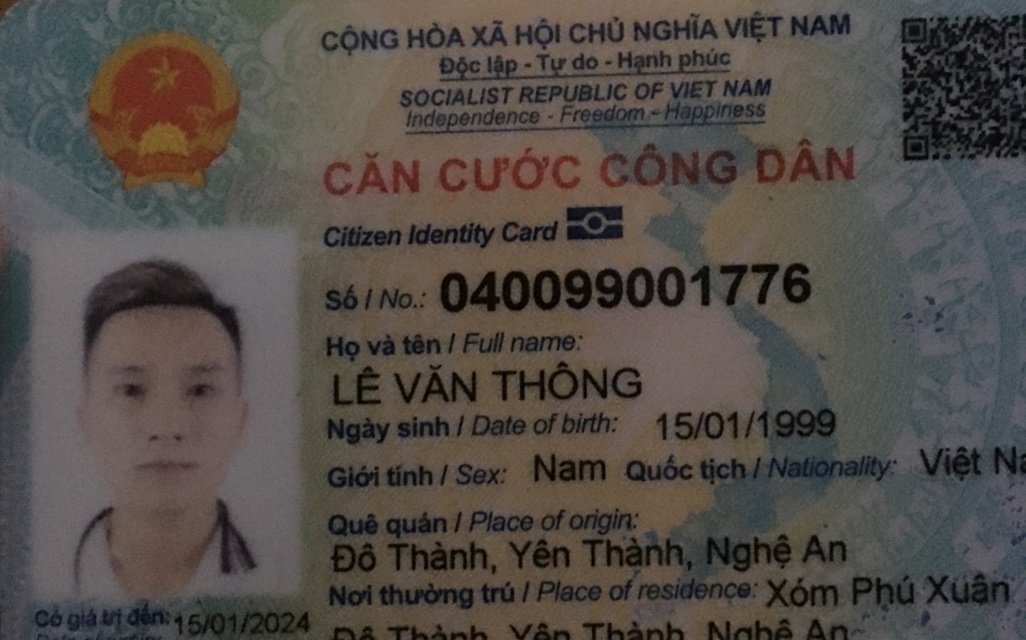 CỘNG HÒA XÃ HỘI CHỦ NGHĨA VIỆT NAM
Độc lập - Tự do - Hạnh phúc
SOCIALIST REPUBLIC OF VIET NAM
Independence - Freedom - Happiness
CĂN CƯỚC CÔNG DÂN
Citizen Identity Card
Số / No.: 040099001776
Họ và tên / Full name:
LÊ VĂN THÔNG
Ngày sinh / Date of birth: 15/01/1999
Giới tính / Sex: Nam Quốc tịch / Nationality: Việt Na
Quê quán / Place of origin:
Đô Thành, Yên Thành, Nghệ An
Nơi thường trú / Place of residence: Xóm Phú Xuân
Đô Thành, Yên Thành, Nghệ An
Có giá trị đến: 15/01/2024